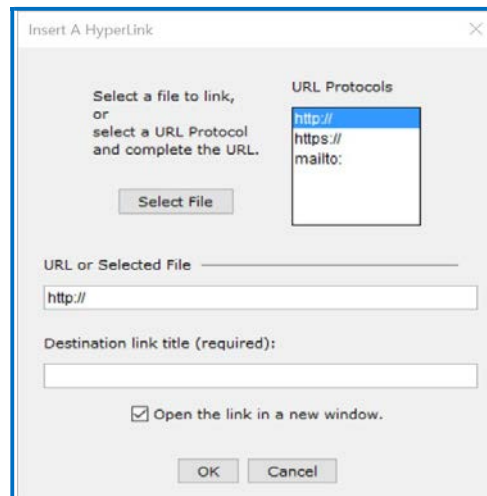 Insert A HyperLink
Select a file to link,
or
select a URL Protocol
and complete the URL.
Select File
URL Protocols
http://
https://
mailto:
URL or Selected File
http://
Destination link title (required):
Open the link in a new window.
OK
Cancel